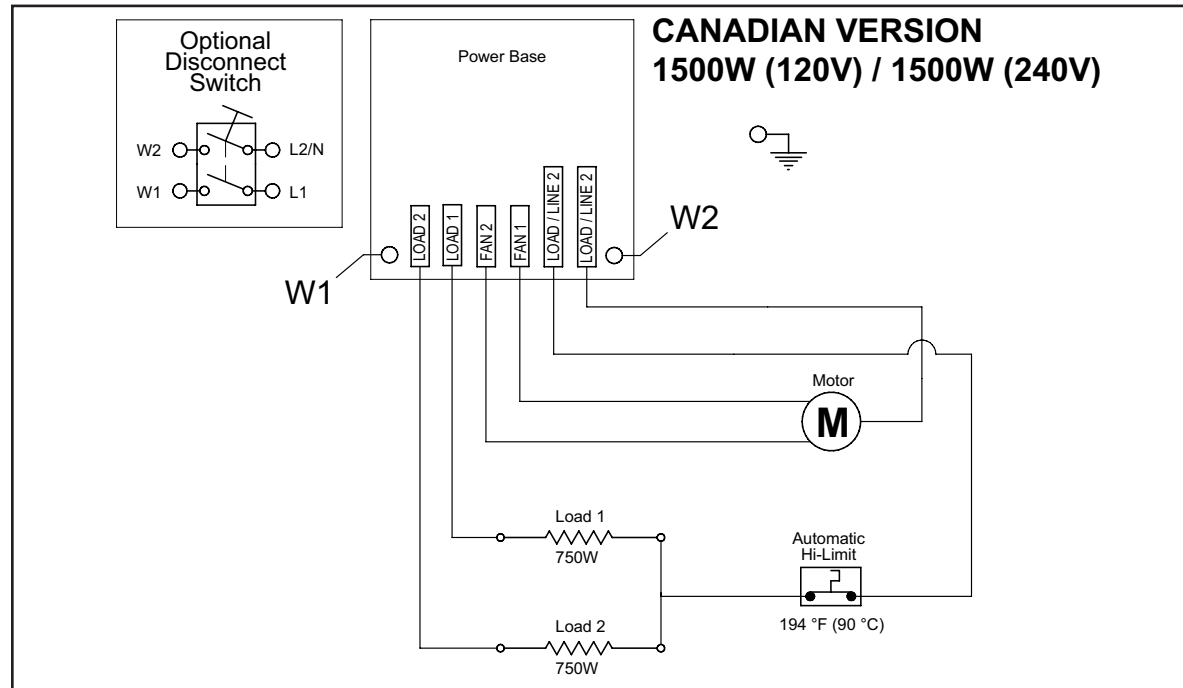 Optional
Disconnect
Switch
W2
L2/N
W1
L1
Power Base
CANADIAN VERSION
1500W (120V) / 1500W (240V)
LOAD 2
LOAD 1
FAN 2
FAN 1
LOAD / LINE 2
LOAD / LINE 2
W1
W2
Motor
M
Load 1
750W
Automatic
Hi-Limit
194 °F (90 °C)
Load 2
750W